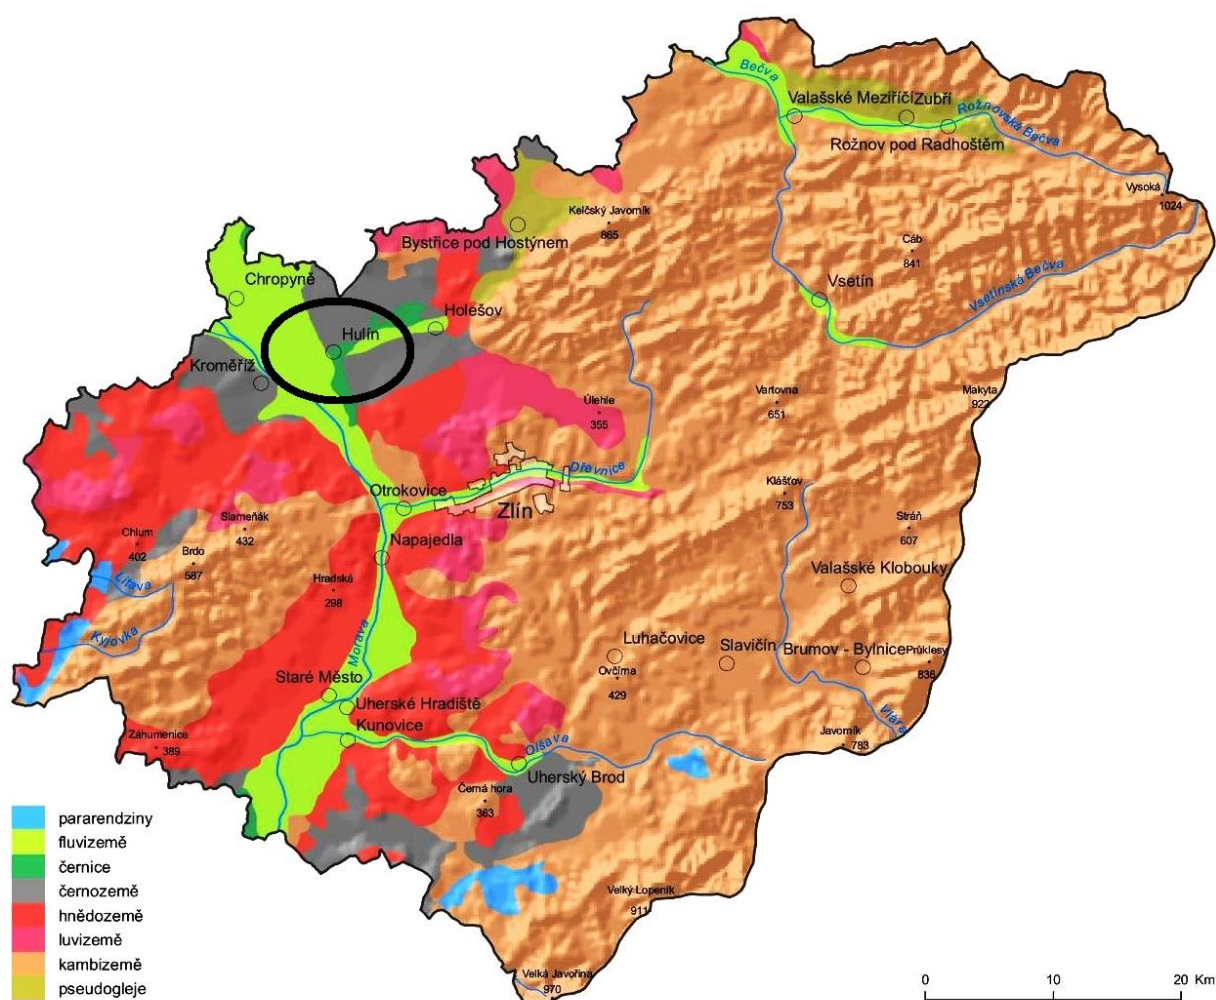 Bečva
Valašské Meziříčí
Zubří
Rožnovská Bečva
Rožnov pod Radhoštěm
Vysoká
1024
Kelčský Javorník
865
Bystřice pod Hostýnem
Cáb
841
Chropyně
Vsetín
Vsetínská Bečva
Holešov
Hulín
Kroměříž
Vartovna
651
Makyta
922
Úlehle
355
Dřevnice
Otrokovice
Zlín
Klášťov
753
Slameňák
432
Stráň
607
Chlum
402
Brdo
587
Napajedla
Hradská
298
Valašské Klobouky
Litava
Kyjovka
Morava
Luhačovice
Slavičín
Brumov - Bylnice
Průklesy
836
Ovčírna
429
Staré Město
Uherské Hradiště
Kunovice
Vlára
Záhumenice
389
Javorník
783
Olšava
Uherský Brod
Černá hora
363
pararendziny
fluvizemě
černice
černozemě
hnědozemě
luvizemě
kambizemě
pseudogleje
Velký Lopeník
911
Velká Javořina
970
0 10 20 Km